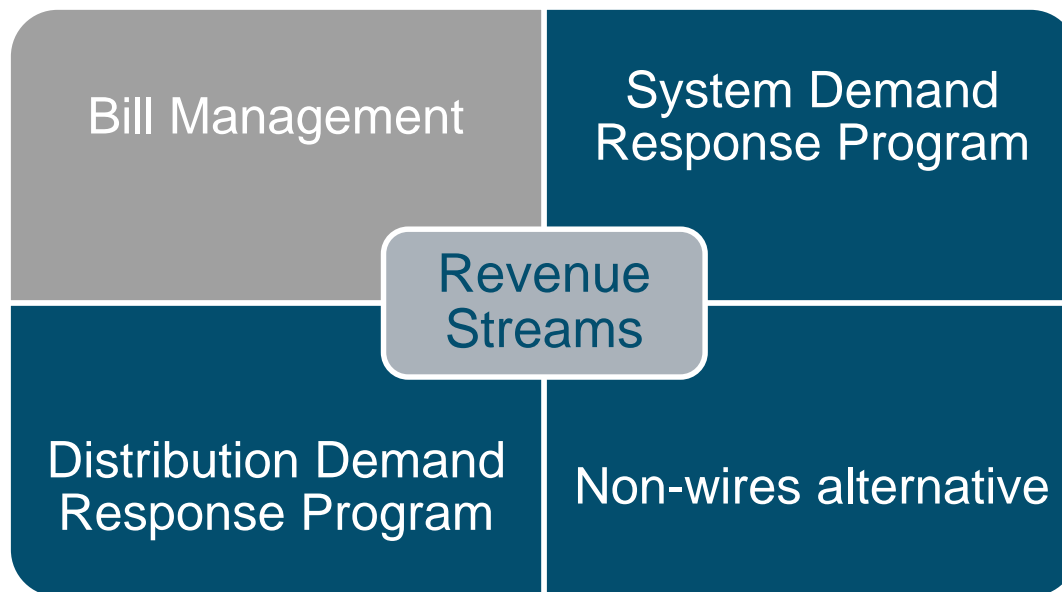 Bill Management
System Demand
Response Program
Revenue
Streams
Distribution Demand
Response Program
Non-wires alternative